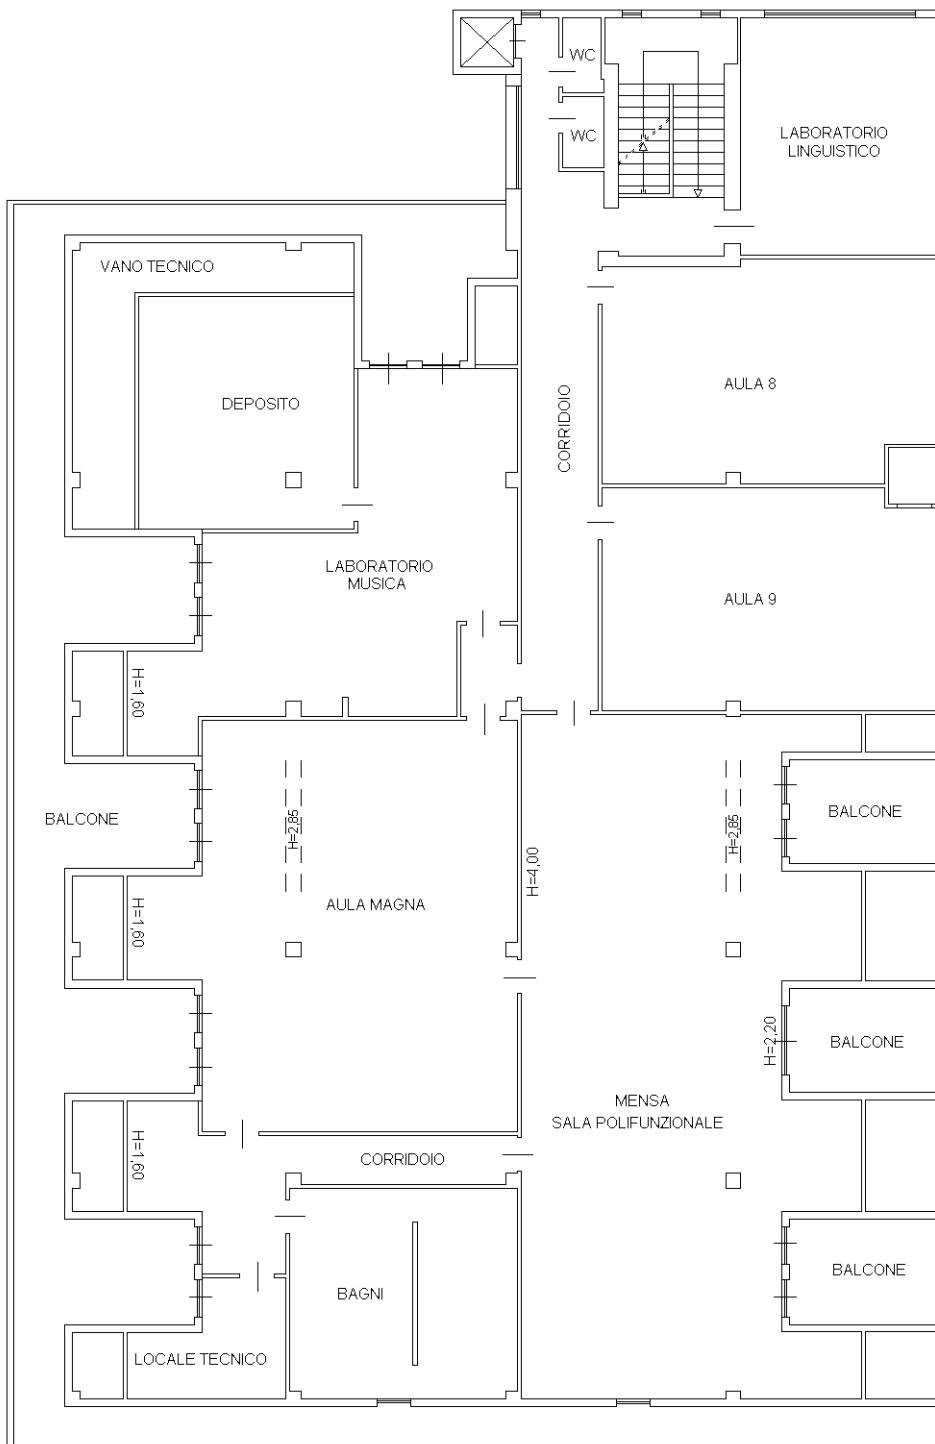 WC
WC
LABORATORIO
LINGUISTICO
VANO TECNICO
DEPOSITO
CORRIDOIO
AULA 8
LABORATORIO
MUSICA
AULA 9
H=1,60
BALCONE
H=2,85
H=2,85
BALCONE
H=4,00
AULA MAGNA
H=1,60
H=2,20
BALCONE
MENSA
SALA POLIFUNZIONALE
H=1,60
CORRIDOIO
BALCONE
BAGNI
LOCALE TECNICO